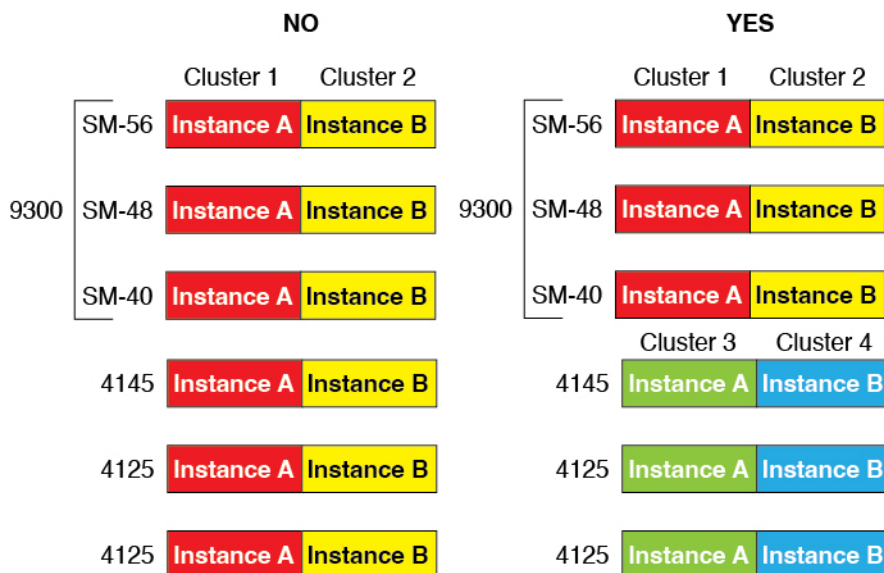 NO YES
Cluster 1 Cluster 2 Cluster 1 Cluster 2
SM-56 Instance A Instance B SM-56 Instance A Instance B
9300 SM-48 Instance A Instance B 9300 SM-48 Instance A Instance B
SM-40 Instance A Instance B SM-40 Instance A Instance B
Cluster 3 Cluster 4
4145 Instance A Instance B 4145 Instance A Instance B
4125 Instance A Instance B 4125 Instance A Instance B
4125 Instance A Instance B 4125 Instance A Instance B